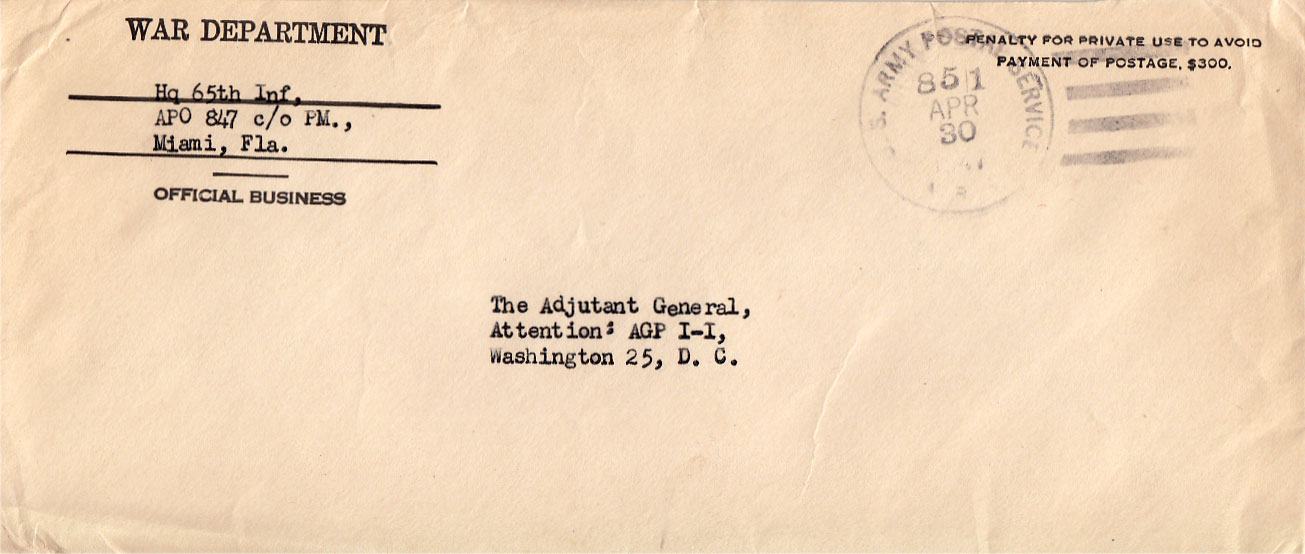 WAR DEPARTMENT
Hq 65th Inf,
APO 847 c/o PM.,
Miami, Fla.
OFFICIAL BUSINESS
U.S. ARMY POSTAL SERVICE
851
APR
30
PENALTY FOR PRIVATE USE TO AVOID
PAYMENT OF POSTAGE, $300.
The Adjutant General,
Attention: AGP I-I,
Washington 25, D. C.